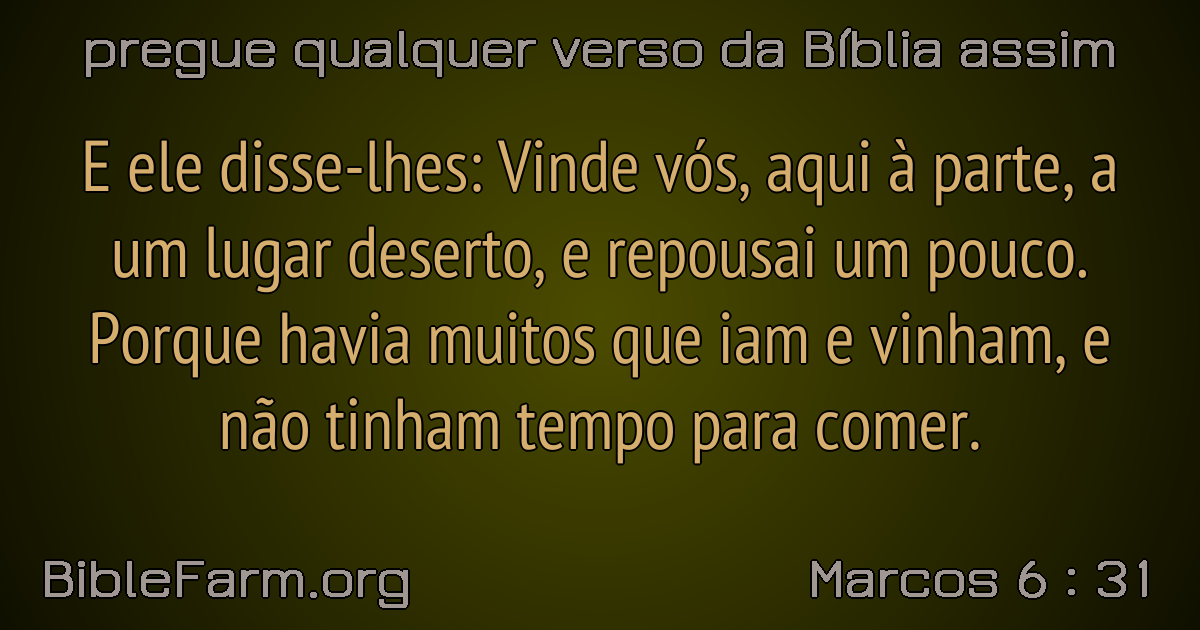 pregue qualquer verso da Bíblia assim
E ele disse-lhes: Vinde vós, aqui à parte, a
um lugar deserto, e repousai um pouco.
Porque havia muitos que iam e vinham, e
não tinham tempo para comer.
BibleFarm.org
Marcos 6 : 31